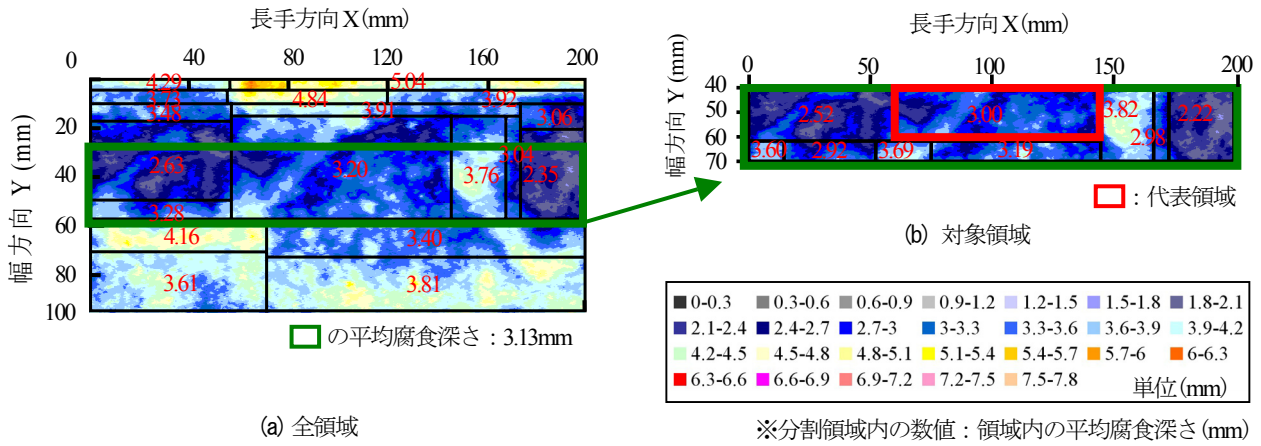 長手方向X(mm)
0 40 80 120 160 200
幅方向 Y (mm)
20
40
60
80
100
4.29 5.04
3.73 4.84 3.92
3.48 3.91 3.06
2.63 3.20 3.76 3.04 2.35
3.28
4.16 3.40
3.61 3.81
の平均腐食深さ：3.13mm
(a) 全領域
長手方向X(mm)
0 50 100 150 200
幅方向 Y (mm)
40
50
60
70
2.52 3.00 3.82 2.98 2.22
3.60 2.92 3.69 3.19
：代表領域
(b) 対象領域
0-0.3 0.3-0.6 0.6-0.9 0.9-1.2 1.2-1.5 1.5-1.8 1.8-2.1
2.1-2.4 2.4-2.7 2.7-3 3-3.3 3.3-3.6 3.6-3.9 3.9-4.2
4.2-4.5 4.5-4.8 4.8-5.1 5.1-5.4 5.4-5.7 5.7-6 6-6.3
6.3-6.6 6.6-6.9 6.9-7.2 7.2-7.5 7.5-7.8 単位(mm)
※分割領域内の数値：領域内の平均腐食深さ(mm)